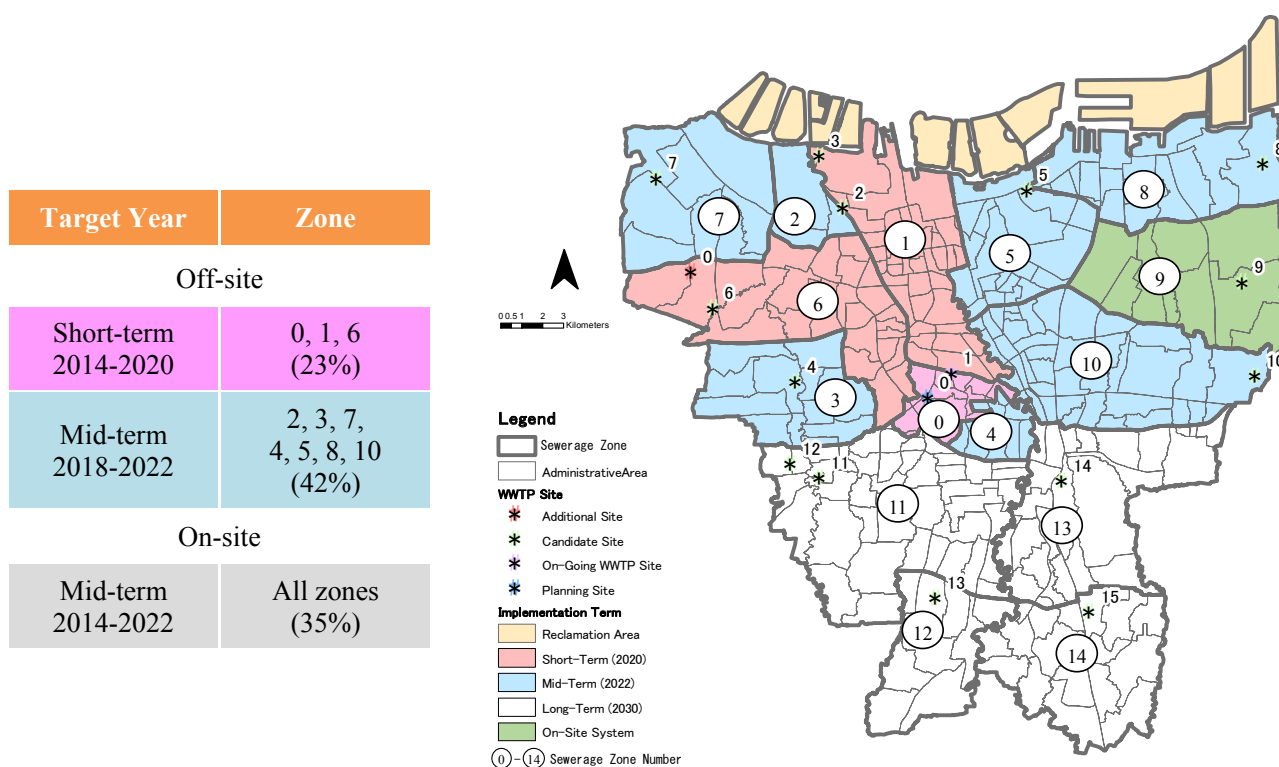 Target Year Zone
Off-site
Short-term 0, 1, 6
2014-2020 (23%)
Mid-term 2, 3, 7,
2018-2022 4, 5, 8, 10
(42%)
On-site
Mid-term All zones
2014-2022 (35%)
0 0.5 1 2 3
Kilometers
Legend
Sewerage Zone
AdministrativeArea
WWTP Site
Additional Site
Candidate Site
On-Going WWTP Site
Planning Site
Implementation Term
Reclamation Area
Short-Term (2020)
Mid-Term (2022)
Long-Term (2030)
On-Site System
0 - 14 Sewerage Zone Number
3
7
5
8
2
8
7
2
1
5
0
9
9
6
6
10
1
4
0
10
3
0
4
12
11
14
11
13
13
15
12
14